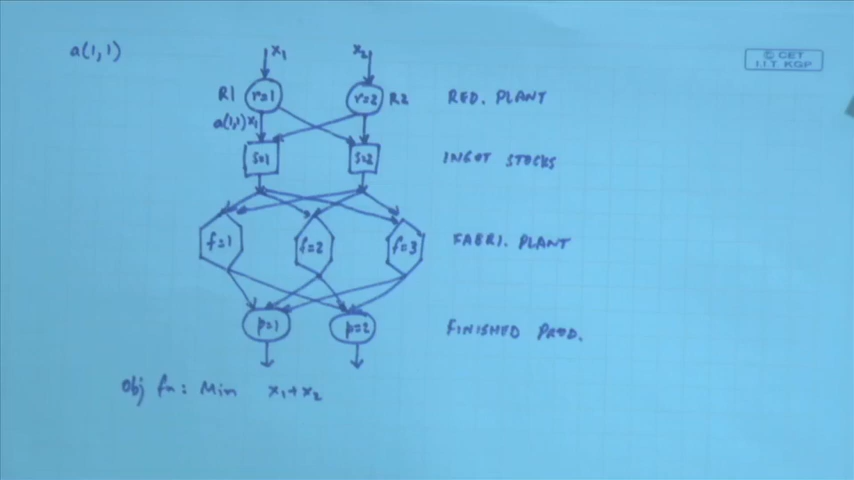 a(1,1)
x1 x2
© CET
I.I.T. KGP
R1 r=1 r=2 R2 RED. PLANT
a(1,1)x1
s=1 s=2 INGOT STOCKS
f=1 f=2 f=3 FABRI. PLANT
p=1 p=2 FINISHED PROD.
Obj fn: Min x1+x2